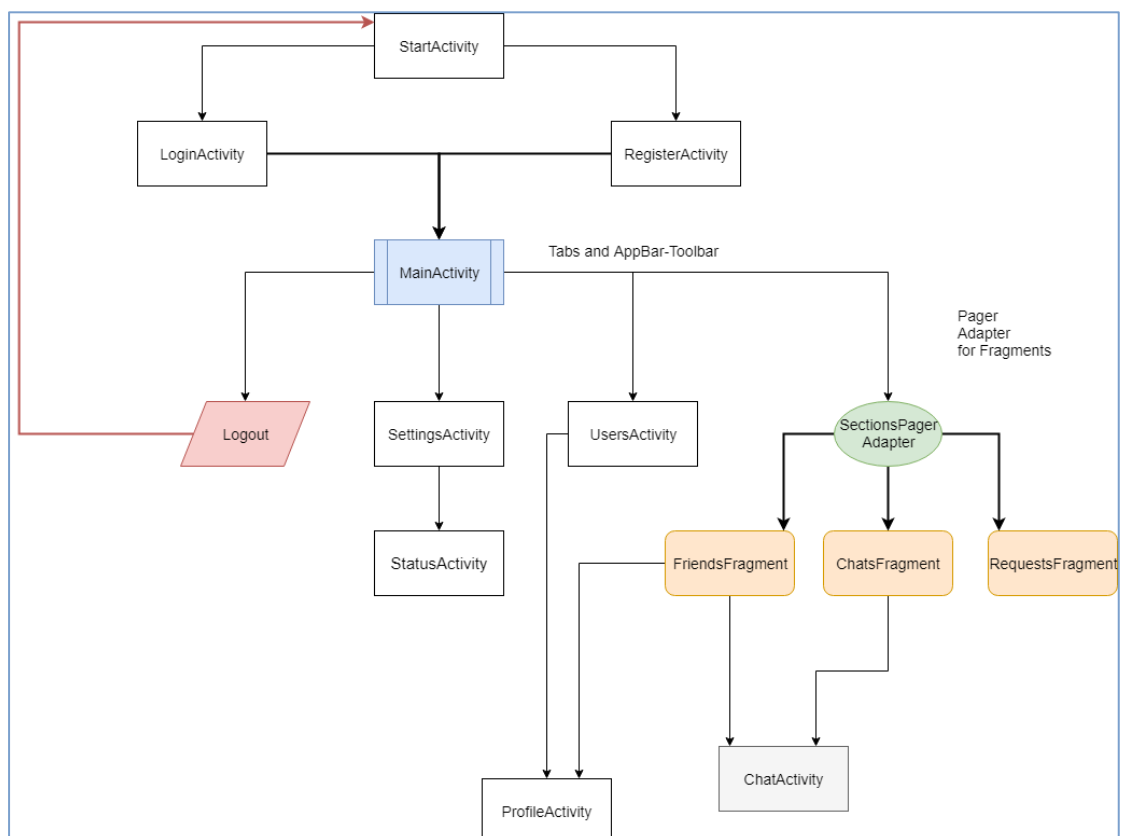 StartActivity
LoginActivity
RegisterActivity
Tabs and AppBar-Toolbar
MainActivity
Pager
Adapter
for Fragments
Logout
SettingsActivity
UsersActivity
SectionsPager
Adapter
StatusActivity
FriendsFragment
ChatsFragment
RequestsFragment
ChatActivity
ProfileActivity